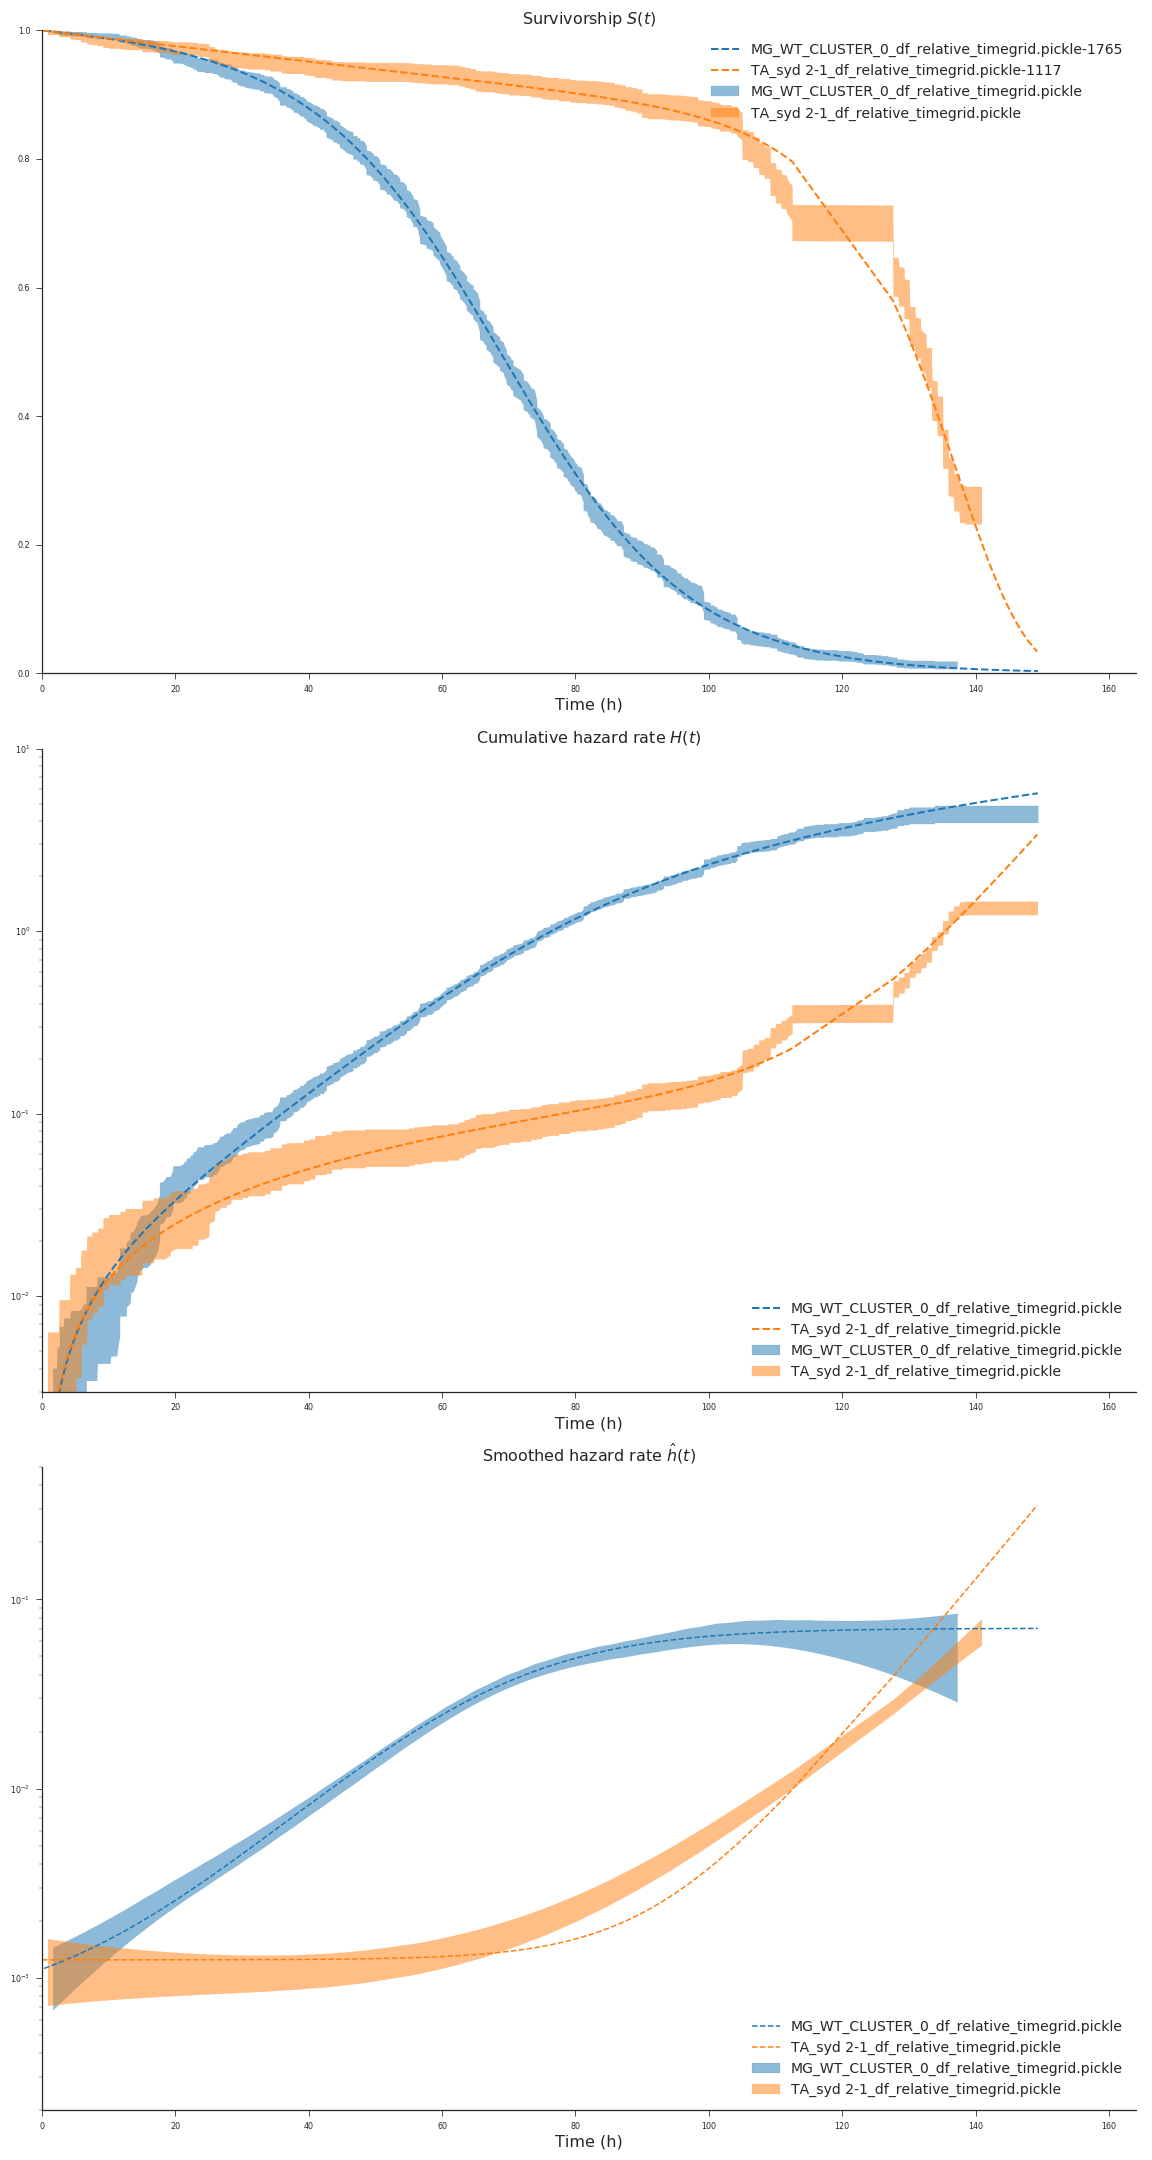 Survivorship S(t)
1.0
0.8
0.6
0.4
0.2
0.0
MG_WT_CLUSTER_0_df_relative_timegrid.pickle-1765
TA_syd 2-1_df_relative_timegrid.pickle-1117
MG_WT_CLUSTER_0_df_relative_timegrid.pickle
TA_syd 2-1_df_relative_timegrid.pickle
0 20 40 60 80 100 120 140 160
Time (h)
Cumulative hazard rate H(t)
10¹
10⁰
10⁻¹
10⁻²
MG_WT_CLUSTER_0_df_relative_timegrid.pickle
TA_syd 2-1_df_relative_timegrid.pickle
MG_WT_CLUSTER_0_df_relative_timegrid.pickle
TA_syd 2-1_df_relative_timegrid.pickle
0 20 40 60 80 100 120 140 160
Time (h)
Smoothed hazard rate ĥ(t)
10⁻¹
10⁻²
10⁻³
MG_WT_CLUSTER_0_df_relative_timegrid.pickle
TA_syd 2-1_df_relative_timegrid.pickle
MG_WT_CLUSTER_0_df_relative_timegrid.pickle
TA_syd 2-1_df_relative_timegrid.pickle
0 20 40 60 80 100 120 140 160
Time (h)